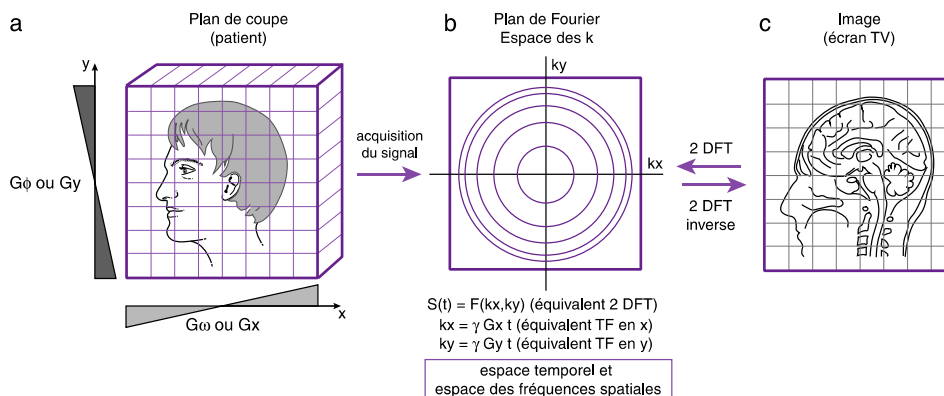 a
Plan de coupe
(patient)
y
Gϕ ou Gy
Gω ou Gx
x
acquisition
du signal
b
Plan de Fourier
Espace des k
ky
kx
S(t) = F(kx,ky) (équivalent 2 DFT)
kx = γ Gx t (équivalent TF en x)
ky = γ Gy t (équivalent TF en y)
espace temporel et
espace des fréquences spatiales
2 DFT
2 DFT
inverse
c
Image
(écran TV)